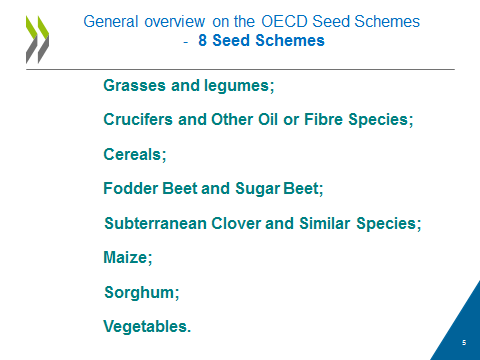 General overview on the OECD Seed Schemes
- 8 Seed Schemes
Grasses and legumes;
Crucifers and Other Oil or Fibre Species;
Cereals;
Fodder Beet and Sugar Beet;
Subterranean Clover and Similar Species;
Maize;
Sorghum;
Vegetables.
5